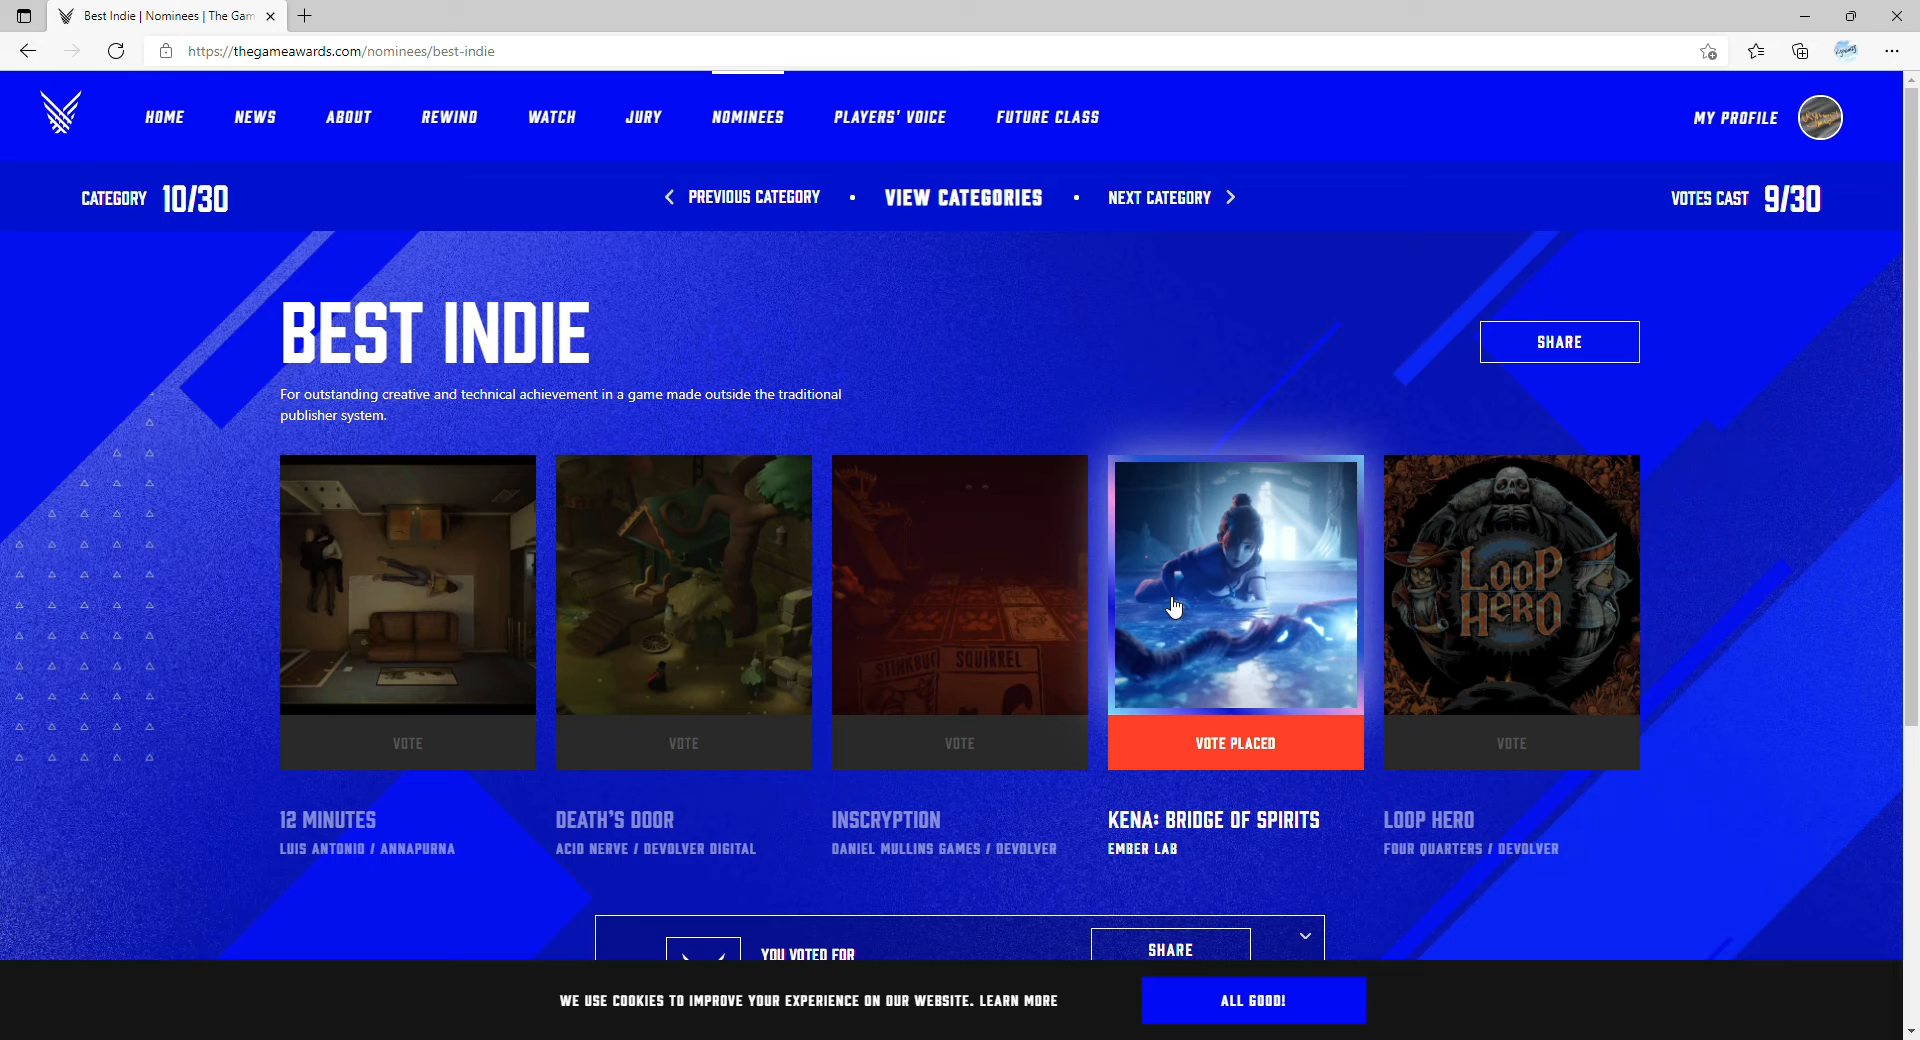 Best Indie | Nominees | The Gam
https://thegameawards.com/nominees/best-indie
HOME NEWS ABOUT REWIND WATCH JURY NOMINEES PLAYERS' VOICE FUTURE CLASS MY PROFILE
CATEGORY 10/30 PREVIOUS CATEGORY • VIEW CATEGORIES • NEXT CATEGORY VOTES CAST 9/30
BEST INDIE
SHARE
For outstanding creative and technical achievement in a game made outside the traditional
publisher system.
LOOP
HERO
STINKBUG SQUIRREL
VOTE VOTE VOTE VOTE PLACED VOTE
12 MINUTES DEATH'S DOOR INSCRYPTION KENA: BRIDGE OF SPIRITS LOOP HERO
LUIS ANTONIO / ANNAPURNA ACID NERVE / DEVOLVER DIGITAL DANIEL MULLINS GAMES / DEVOLVER EMBER LAB FOUR QUARTERS / DEVOLVER
YOU VOTED FOR SHARE
WE USE COOKIES TO IMPROVE YOUR EXPERIENCE ON OUR WEBSITE. LEARN MORE ALL GOOD!